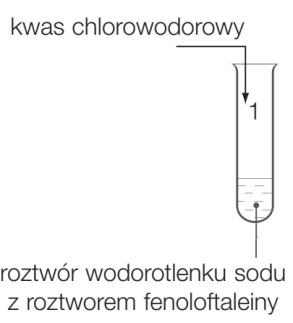 kwas chlorowodorowy
1
roztwór wodorotlenku sodu
z roztworem fenoloftaleiny